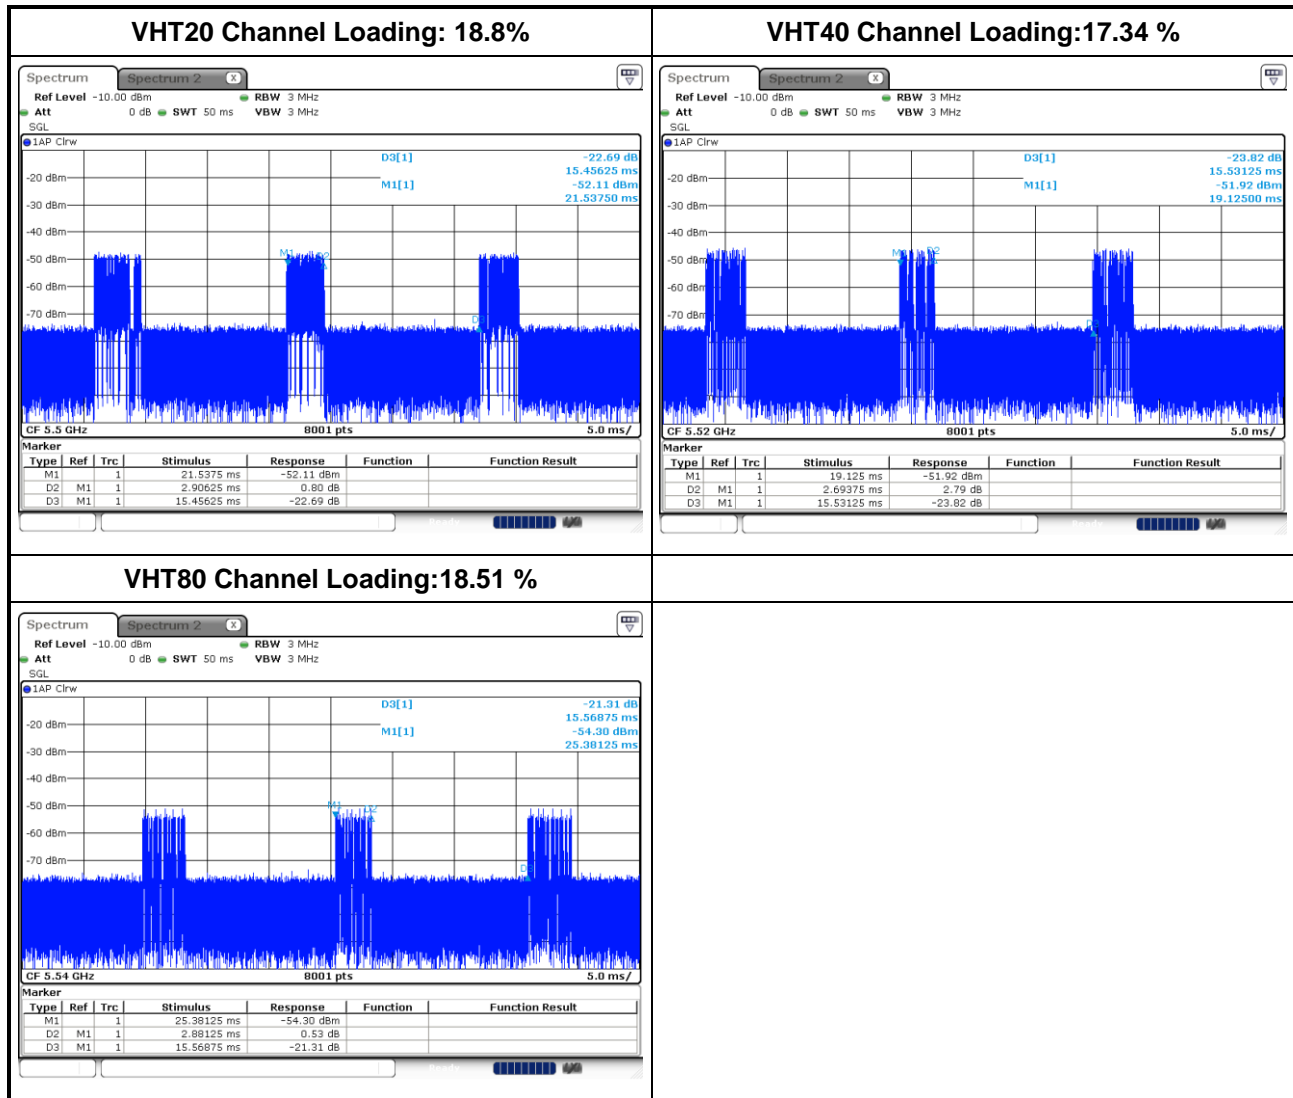 VHT20 Channel Loading: 18.8%
Spectrum Spectrum 2 X
Ref Level -10.00 dBm RBW 3 MHz
Att 0 dB SWT 50 ms VBW 3 MHz
SGL
1AP Clrw
D3[1] -22.69 dB
15.45625 ms
M1[1] -52.11 dBm
21.53750 ms
-20 dBm
-30 dBm
-40 dBm
-50 dBm
-60 dBm
-70 dBm
M1 D2
CF 5.5 GHz 8001 pts 5.0 ms/
Marker
Type Ref Trc Stimulus Response Function Function Result
M1 1 21.5375 ms -52.11 dBm
D2 M1 1 2.90625 ms 0.80 dB
D3 M1 1 15.45625 ms -22.69 dB
VHT40 Channel Loading:17.34 %
Spectrum Spectrum 2 X
Ref Level -10.00 dBm RBW 3 MHz
Att 0 dB SWT 50 ms VBW 3 MHz
SGL
1AP Clrw
D3[1] -23.82 dB
15.53125 ms
M1[1] -51.92 dBm
19.12500 ms
-20 dBm
-30 dBm
-40 dBm
-50 dBm
-60 dBm
-70 dBm
D2
CF 5.52 GHz 8001 pts 5.0 ms/
Marker
Type Ref Trc Stimulus Response Function Function Result
M1 1 19.125 ms -51.92 dBm
D2 M1 1 2.69375 ms 2.79 dB
D3 M1 1 15.53125 ms -23.82 dB
VHT80 Channel Loading:18.51 %
Spectrum Spectrum 2 X
Ref Level -10.00 dBm RBW 3 MHz
Att 0 dB SWT 50 ms VBW 3 MHz
SGL
1AP Clrw
D3[1] -21.31 dB
15.56875 ms
M1[1] -54.30 dBm
25.38125 ms
-20 dBm
-30 dBm
-40 dBm
-50 dBm
-60 dBm
-70 dBm
M1 D2
CF 5.54 GHz 8001 pts 5.0 ms/
Marker
Type Ref Trc Stimulus Response Function Function Result
M1 1 25.38125 ms -54.30 dBm
D2 M1 1 2.88125 ms 0.53 dB
D3 M1 1 15.56875 ms -21.31 dB